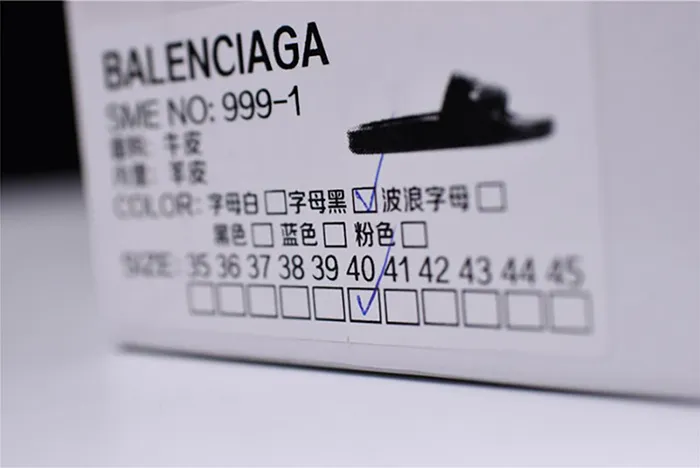 BALENCIAGA
SME NO: 999-1
面料: 牛皮
内里: 羊皮
COLOR: 字母白 字母黑 波浪字母
黑色 蓝色 粉色
SIZE: 35 36 37 38 39 40 41 42 43 44 45